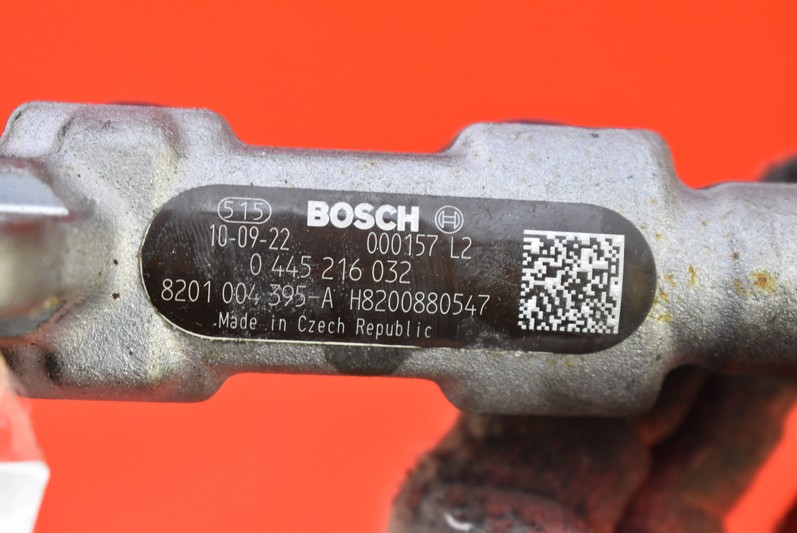 515 BOSCH H
10-09-22 000157 L2
0 445 216 032
8201 004 395-A H8200880547
Made in Czech Republic